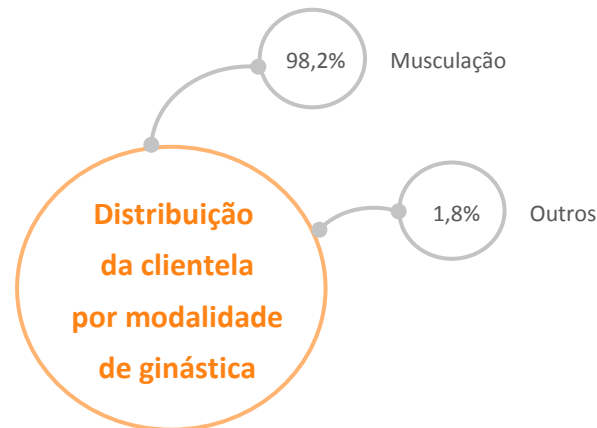 98,2% Musculação
1,8% Outros
Distribuição
da clientela
por modalidade
de ginástica